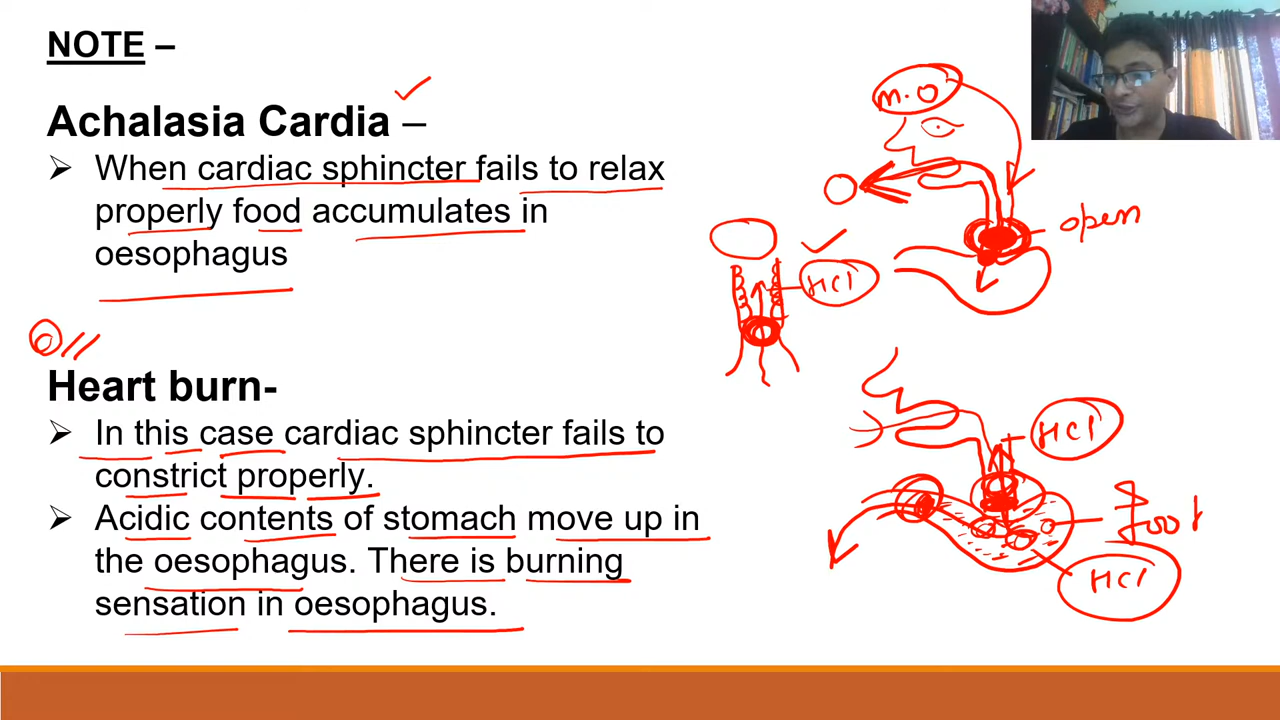 NOTE –
Achalasia Cardia –
➢ When cardiac sphincter fails to relax
properly food accumulates in
oesophagus
Heart burn-
➢ In this case cardiac sphincter fails to
constrict properly.
➢ Acidic contents of stomach move up in
the oesophagus. There is burning
sensation in oesophagus.
M.O
open
HCl
HCl
HCl